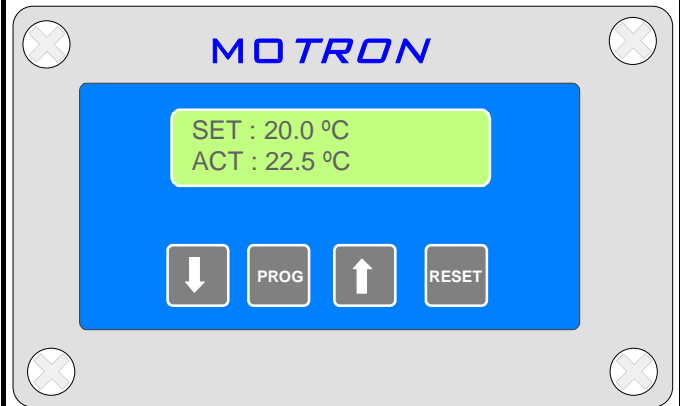 MOTRON
SET : 20.0 ºC
ACT : 22.5 ºC
PROG
RESET